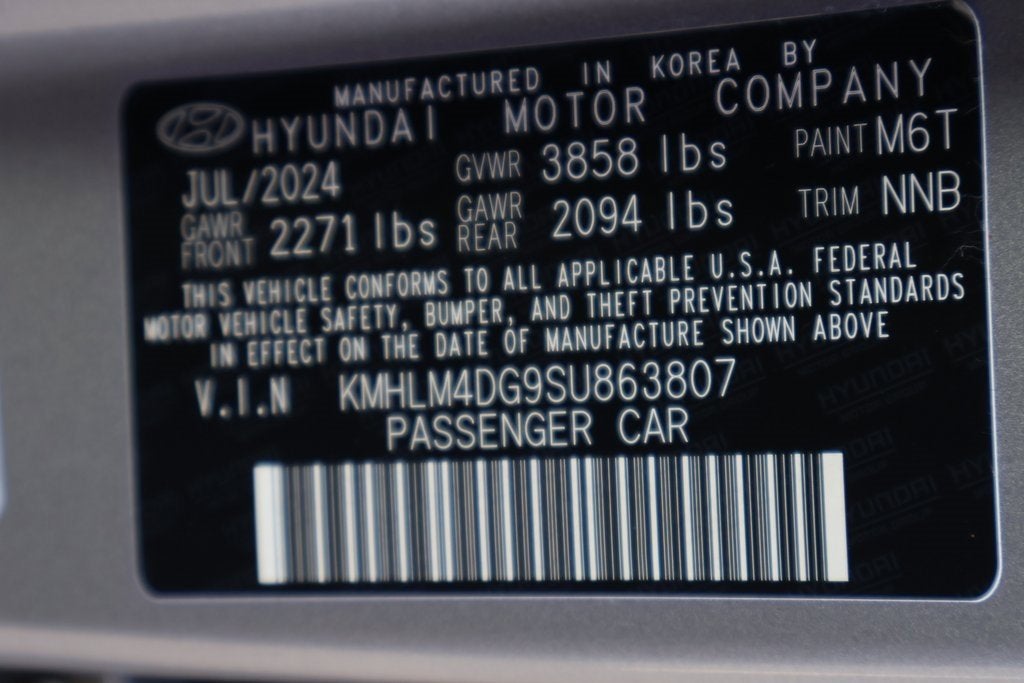 MANUFACTURED IN KOREA BY
HYUNDAI MOTOR COMPANY
JUL/2024 GVWR 3858 lbs PAINT M6T
GAWR FRONT 2271 lbs GAWR REAR 2094 lbs TRIM NNB
THIS VEHICLE CONFORMS TO ALL APPLICABLE U.S.A. FEDERAL
MOTOR VEHICLE SAFETY, BUMPER, AND THEFT PREVENTION STANDARDS
IN EFFECT ON THE DATE OF MANUFACTURE SHOWN ABOVE
V.I.N KMHLM4DG9SU863807
PASSENGER CAR